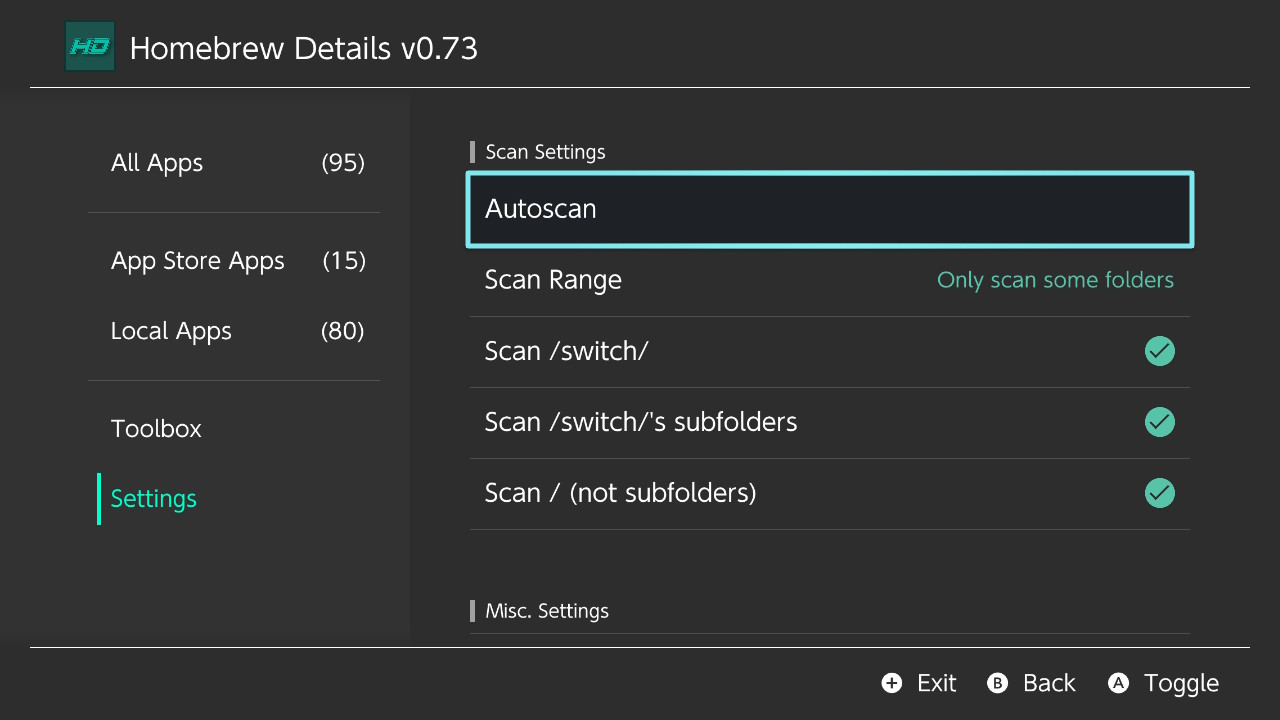 HD Homebrew Details v0.73
All Apps (95)
App Store Apps (15)
Local Apps (80)
Toolbox
Settings
Scan Settings
Autoscan
Scan Range Only scan some folders
Scan /switch/
Scan /switch/'s subfolders
Scan / (not subfolders)
Misc. Settings
+ Exit B Back A Toggle